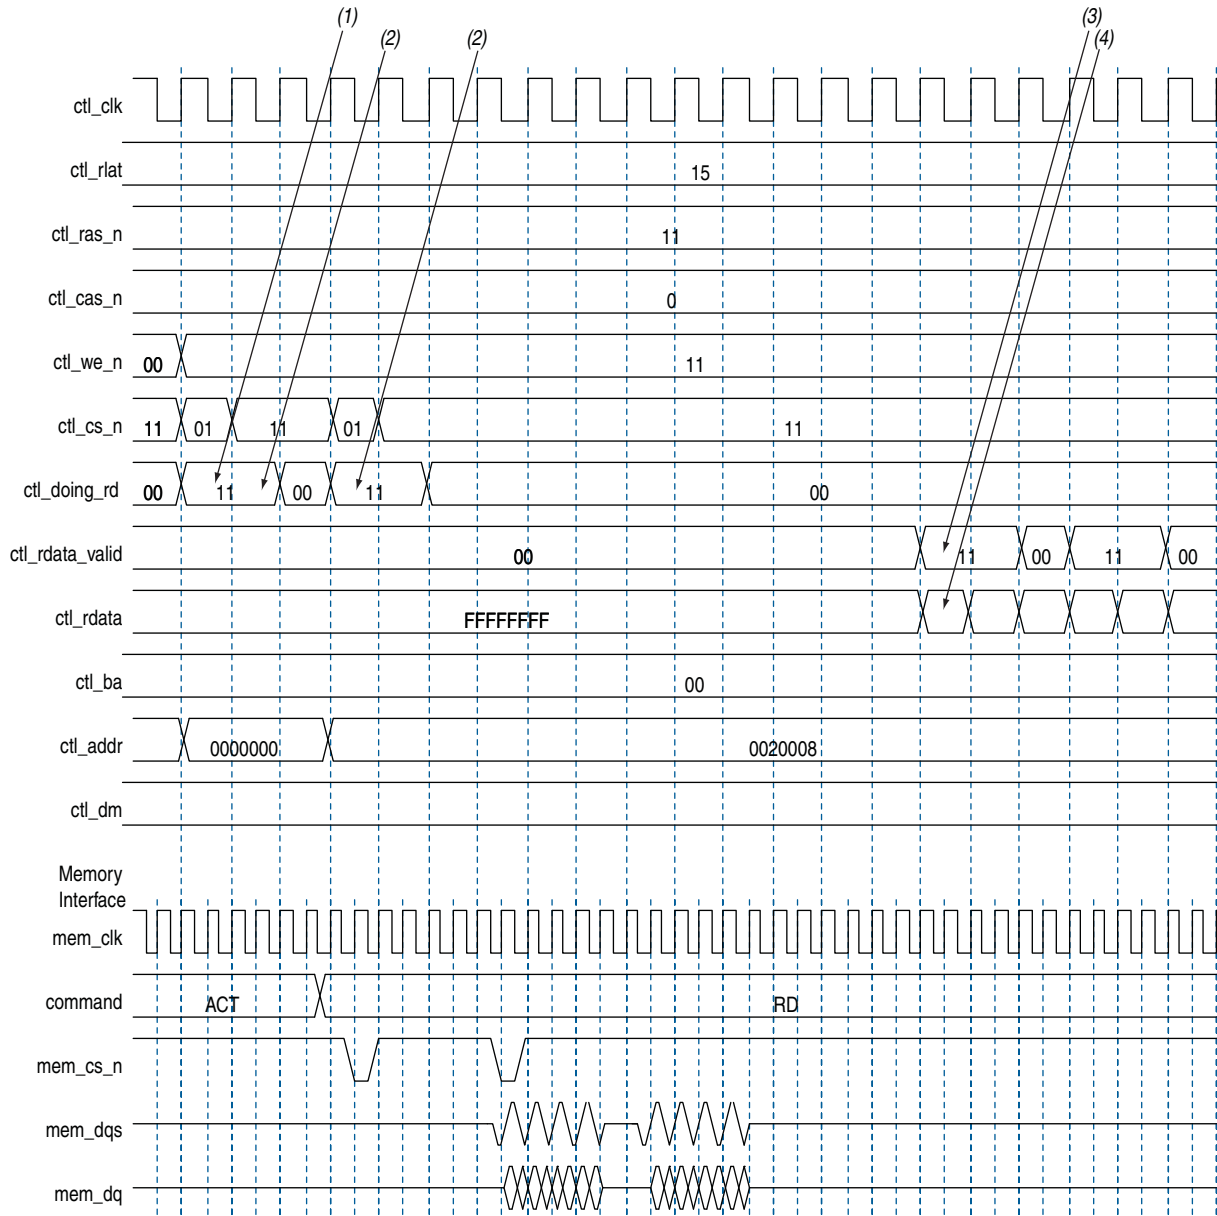 (1)
(2) (2)
(3)
(4)
ctl_clk
ctl_rlat 15
ctl_ras_n 11
ctl_cas_n 0
ctl_we_n 00 11
ctl_cs_n 11 01 11 01 11
ctl_doing_rd 00 11 00 11 00
ctl_rdata_valid 00 11 00 11 00
ctl_rdata FFFFFFFF
ctl_ba 00
ctl_addr 0000000 0020008
ctl_dm
Memory
Interface
mem_clk
command ACT RD
mem_cs_n
mem_dqs
mem_dq